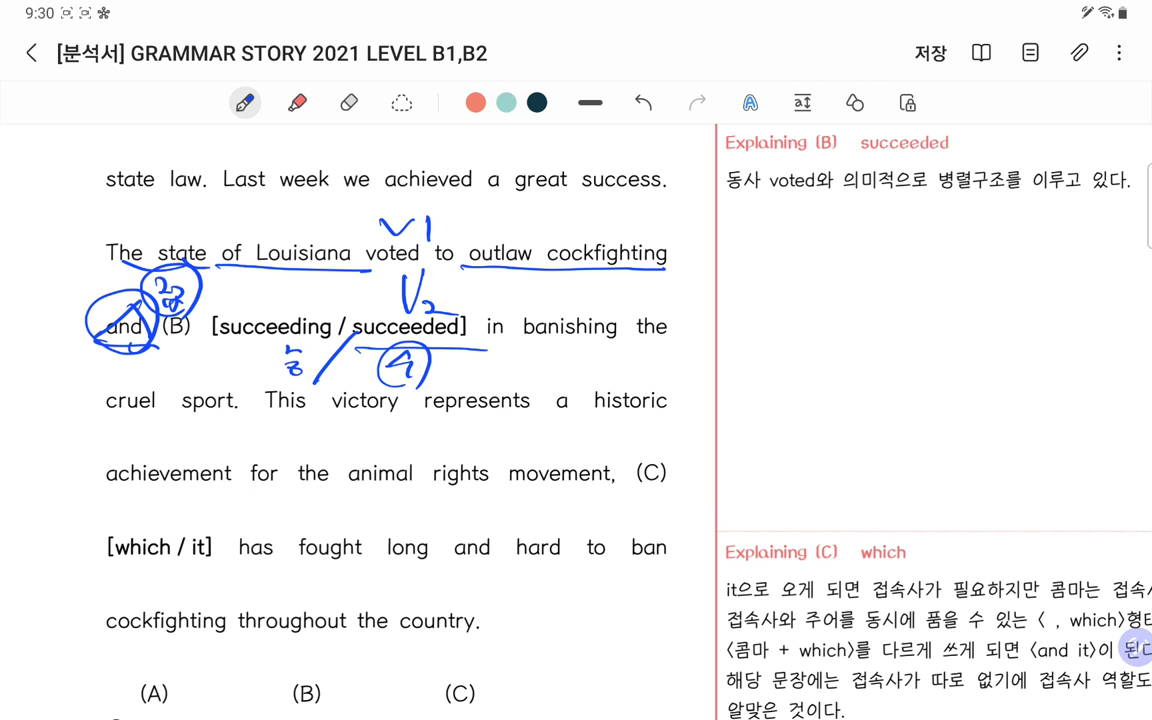 9:30
[분석서] GRAMMAR STORY 2021 LEVEL B1,B2
저장
state law. Last week we achieved a great success.
V1
The state of Louisiana voted to outlaw cockfighting
V2
and (B) [succeeding / succeeded] in banishing the
cruel sport. This victory represents a historic
achievement for the animal rights movement, (C)
[which / it] has fought long and hard to ban
cockfighting throughout the country.
(A) (B) (C)
Explaining (B) succeeded
동사 voted와 의미적으로 병렬구조를 이루고 있다.
Explaining (C) which
it으로 오게 되면 접속사가 필요하지만 콤마는 접속
접속사와 주어를 동시에 품을 수 있는 < , which>형
<콤마 + which>를 다르게 쓰게 되면 <and it>이 된다
해당 문장에는 접속사가 따로 없기에 접속사 역할도
알맞은 것이다.